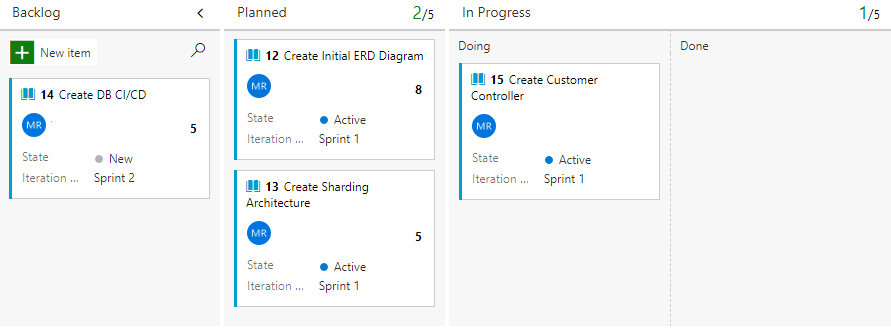 Backlog
New item
14 Create DB CI/CD
MR
5
State New
Iteration ... Sprint 2
Planned 2/5
12 Create Initial ERD Diagram
MR
8
State Active
Iteration ... Sprint 1
13 Create Sharding
Architecture
MR
5
State Active
Iteration ... Sprint 1
In Progress 1/5
Doing
15 Create Customer
Controller
MR
State Active
Iteration ... Sprint 1
Done